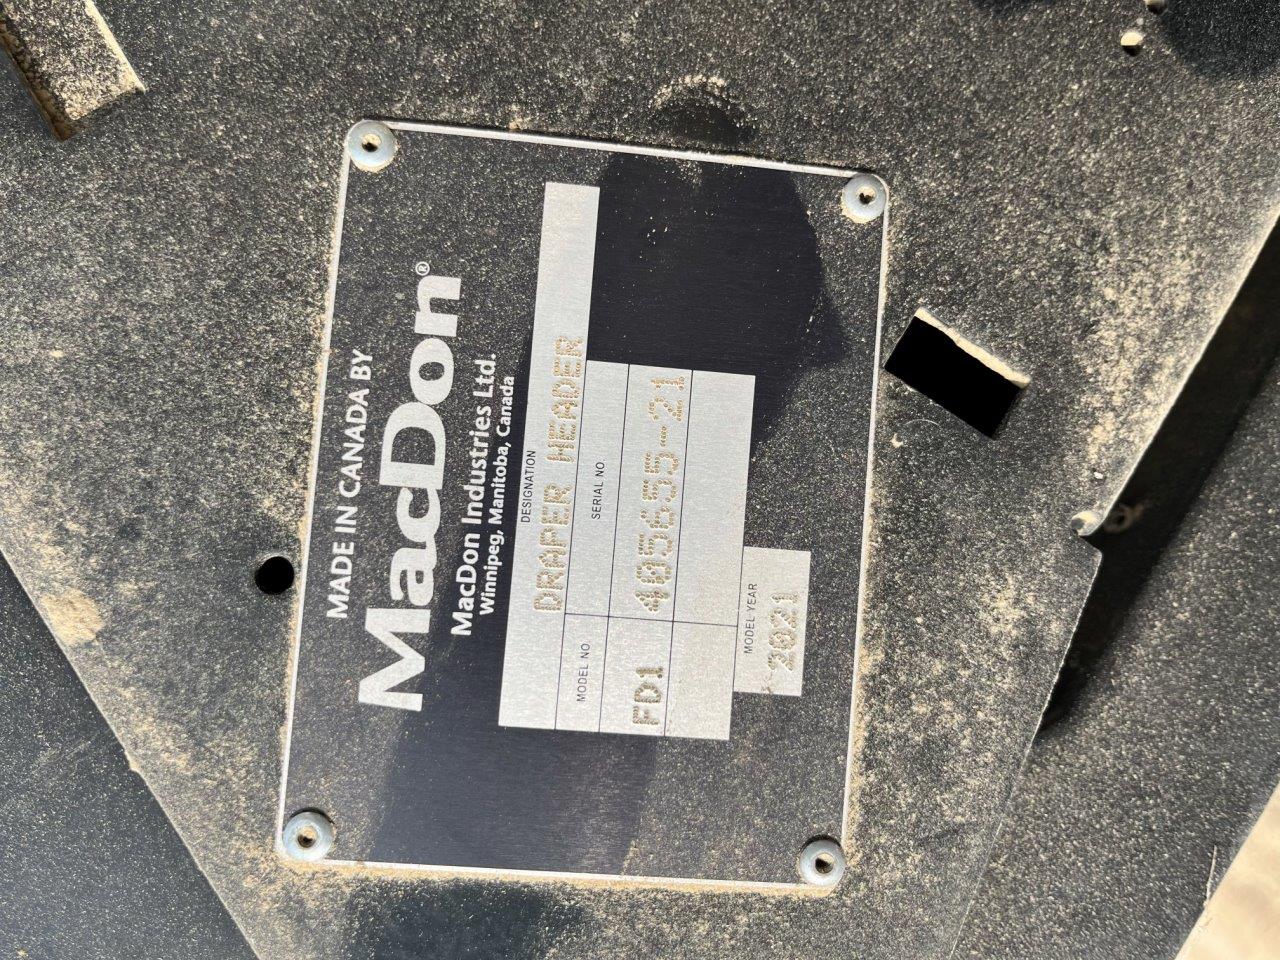 MADE IN CANADA BY
MacDon®
MacDon Industries Ltd.
Winnipeg, Manitoba, Canada
DESIGNATION
DRAPER HEADER
MODEL NO SERIAL NO
FD1 405655-21
MODEL YEAR
2021